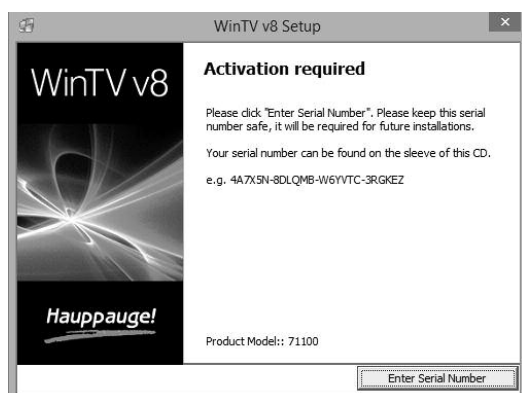 WinTV v8 Setup
WinTV v8
Activation required
Please click "Enter Serial Number". Please keep this serial
number safe, it will be required for future installations.
Your serial number can be found on the sleeve of this CD.
e.g. 4A7X5N-8DLQMB-W6YVTC-3RGKEZ
Hauppauge!
Product Model:: 71100
Enter Serial Number